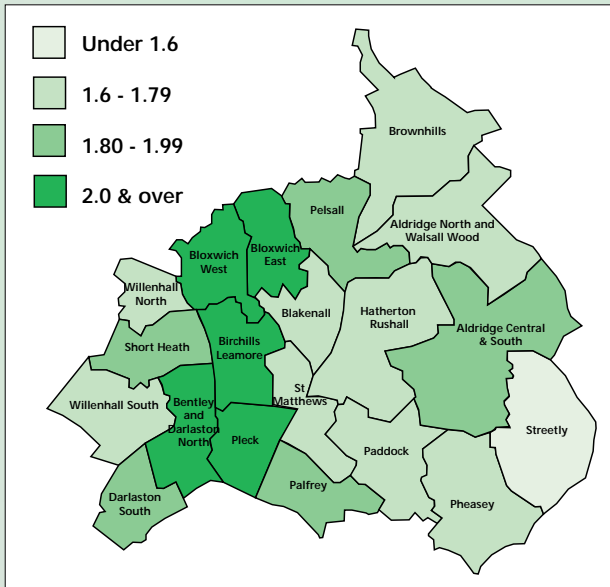 Under 1.6
1.6 - 1.79
1.80 - 1.99
2.0 & over
Brownhills
Pelsall
Aldridge North and
Walsall Wood
Bloxwich
West
Bloxwich
East
Willenhall
North
Blakenall
Hatherton
Rushall
Aldridge Central
& South
Short Heath
Birchills
Leamore
St
Matthews
Willenhall South
Bentley
and
Darlaston
North
Pleck
Paddock
Streetly
Darlaston
South
Palfrey
Pheasey